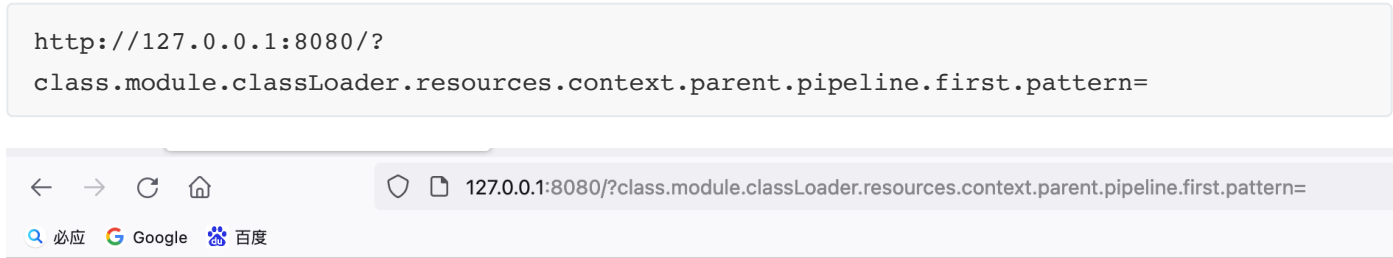 http://127.0.0.1:8080/?
class.module.classLoader.resources.context.parent.pipeline.first.pattern=
127.0.0.1:8080/?class.module.classLoader.resources.context.parent.pipeline.first.pattern=
必应 Google 百度